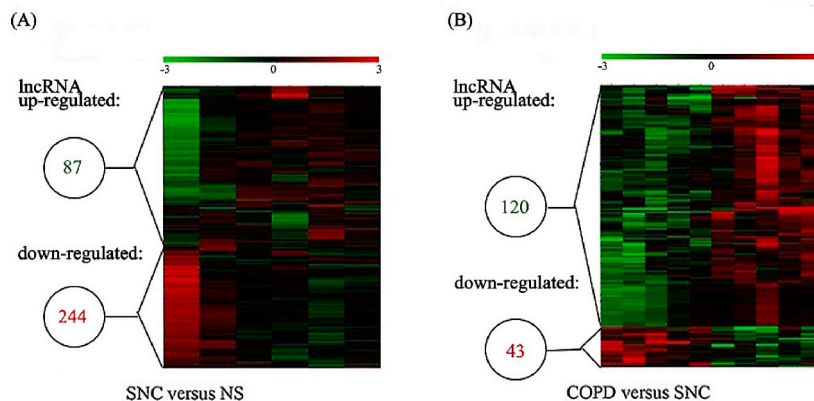 (A)
-3 0 3
lncRNA
up-regulated:
87
down-regulated:
244
SNC versus NS
(B)
-3 0
lncRNA
up-regulated:
120
down-regulated:
43
COPD versus SNC